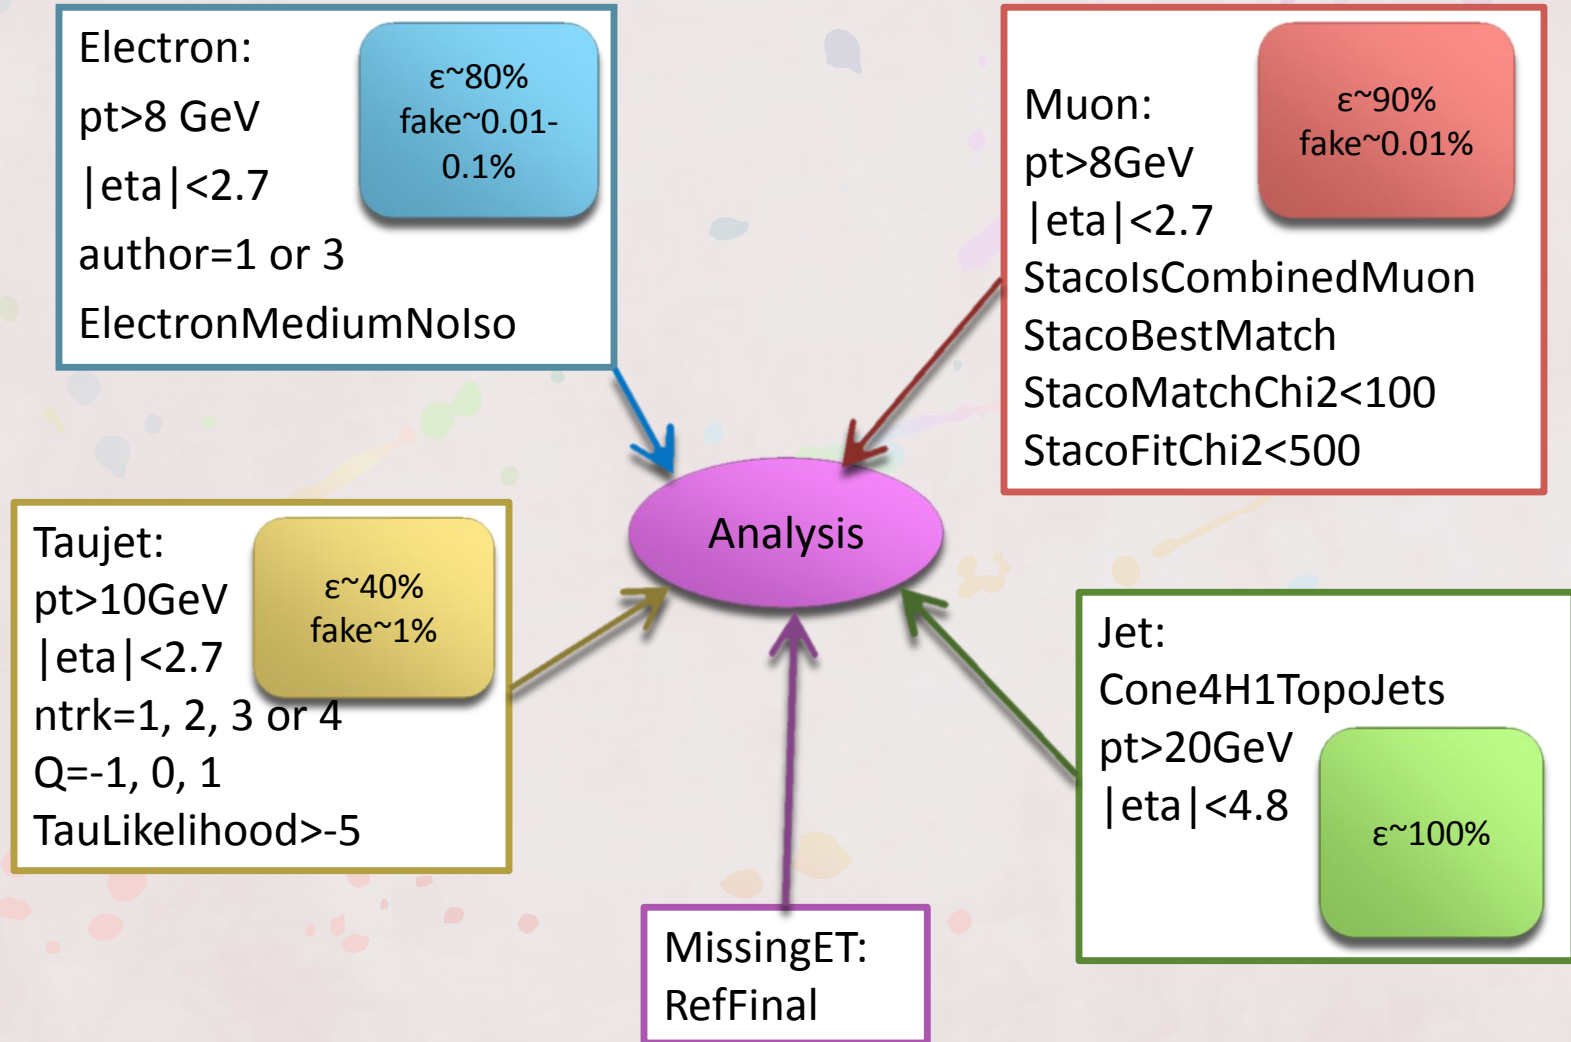 Electron:
pt>8 GeV
|eta|<2.7
author=1 or 3
ElectronMediumNoIso
ε~80%
fake~0.01-
0.1%
Muon:
pt>8GeV
|eta|<2.7
StacoIsCombinedMuon
StacoBestMatch
StacoMatchChi2<100
StacoFitChi2<500
ε~90%
fake~0.01%
Analysis
Taujet:
pt>10GeV
|eta|<2.7
ntrk=1, 2, 3 or 4
Q=-1, 0, 1
TauLikelihood>-5
ε~40%
fake~1%
Jet:
Cone4H1TopoJets
pt>20GeV
|eta|<4.8
ε~100%
MissingET:
RefFinal